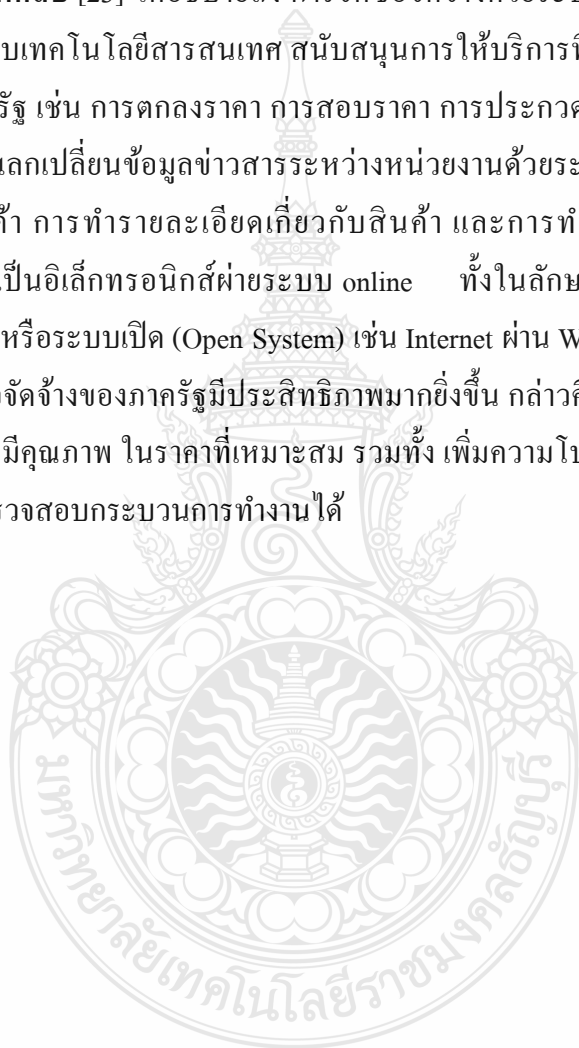 บเทคโนโลยีสารสนเทศ สนับสนุนการให้บริการที
รัฐ เช่น การตกลงราคา การสอบราคา การประกวด
แลกเปลี่ยนข้อมูลข่าวสารระหว่างหน่วยงานด้วยระ
ค้า การทำรายละเอียดเกี่ยวกับสินค้า และการทำ
เป็นอิเล็กทรอนิกส์ผ่ายระบบ online ทั้งในลักษ
หรือระบบเปิด (Open System) เช่น Internet ผ่าน W
จัดจ้างของภาครัฐมีประสิทธิภาพมากยิ่งขึ้น กล่าวคื
มีคุณภาพ ในราคาที่เหมาะสม รวมทั้ง เพิ่มความโป
รวจสอบกระบวนการทำงานได้
มหาวิทยาลัยเทคโนโลยีราชมงคลธัญบุรี